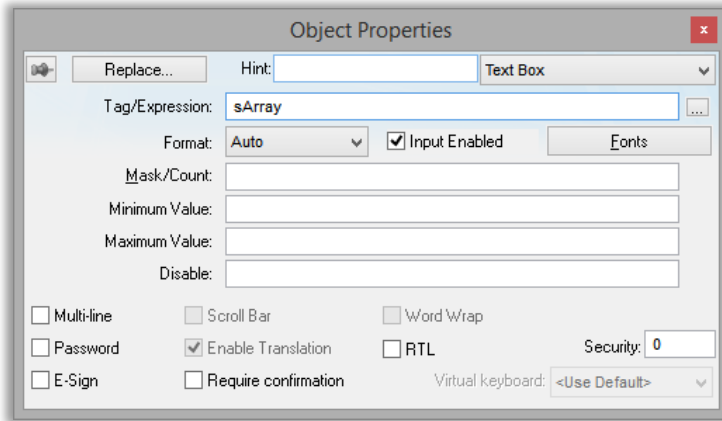 Object Properties
x
Replace... Hint: Text Box
Tag/Expression: sArray ...
Format: Auto Input Enabled Fonts
Mask/Count:
Minimum Value:
Maximum Value:
Disable:
Multi-line Scroll Bar Word Wrap
Password Enable Translation RTL Security: 0
E-Sign Require confirmation Virtual keyboard: <Use Default>